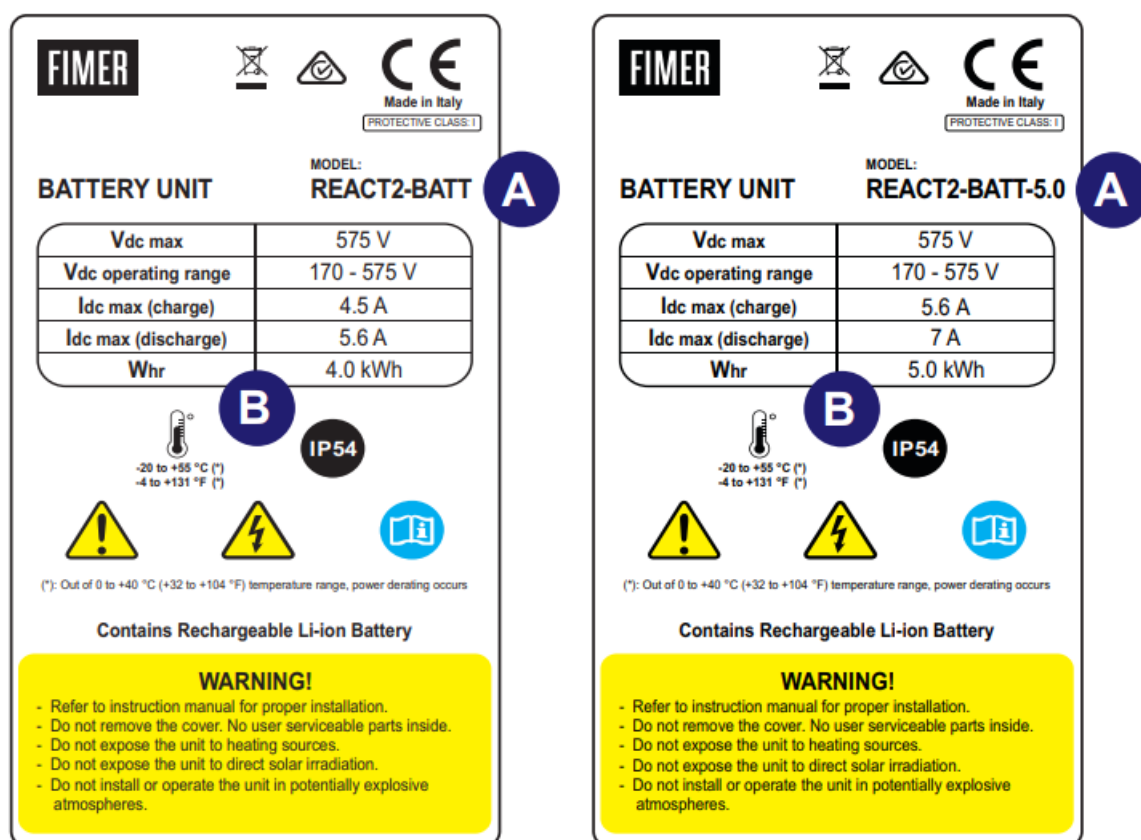 FIMER
CE
Made in Italy
PROTECTIVE CLASS: I
MODEL:
BATTERY UNIT REACT2-BATT
A
Vdc max 575 V
Vdc operating range 170 - 575 V
Idc max (charge) 4.5 A
Idc max (discharge) 5.6 A
Whr 4.0 kWh
B
IP54
-20 to +55 °C (*)
-4 to +131 °F (*)
(*): Out of 0 to +40 °C (+32 to +104 °F) temperature range, power derating occurs
Contains Rechargeable Li-ion Battery
WARNING!
- Refer to instruction manual for proper installation.
- Do not remove the cover. No user serviceable parts inside.
- Do not expose the unit to heating sources.
- Do not expose the unit to direct solar irradiation.
- Do not install or operate the unit in potentially explosive
atmospheres.
FIMER
CE
Made in Italy
PROTECTIVE CLASS: I
MODEL:
BATTERY UNIT REACT2-BATT-5.0
A
Vdc max 575 V
Vdc operating range 170 - 575 V
Idc max (charge) 5.6 A
Idc max (discharge) 7 A
Whr 5.0 kWh
B
IP54
-20 to +55 °C (*)
-4 to +131 °F (*)
(*): Out of 0 to +40 °C (+32 to +104 °F) temperature range, power derating occurs
Contains Rechargeable Li-ion Battery
WARNING!
- Refer to instruction manual for proper installation.
- Do not remove the cover. No user serviceable parts inside.
- Do not expose the unit to heating sources.
- Do not expose the unit to direct solar irradiation.
- Do not install or operate the unit in potentially explosive
atmospheres.